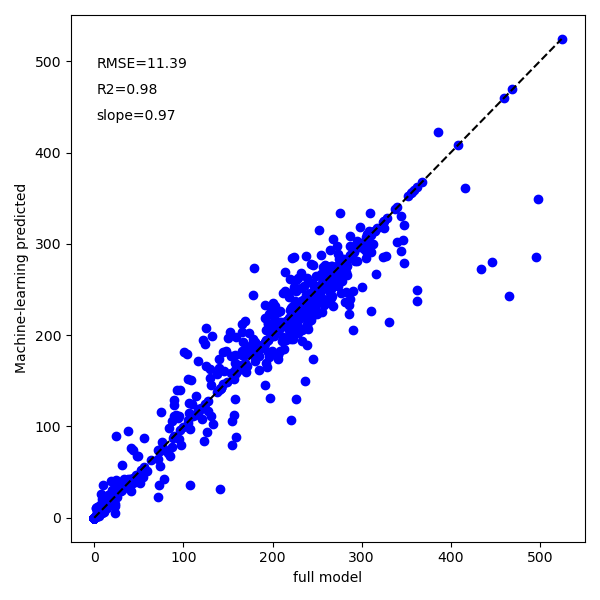 RMSE=11.39
R2=0.98
slope=0.97
Machine-learning predicted
500
400
300
200
100
0
0 100 200 300 400 500
full model